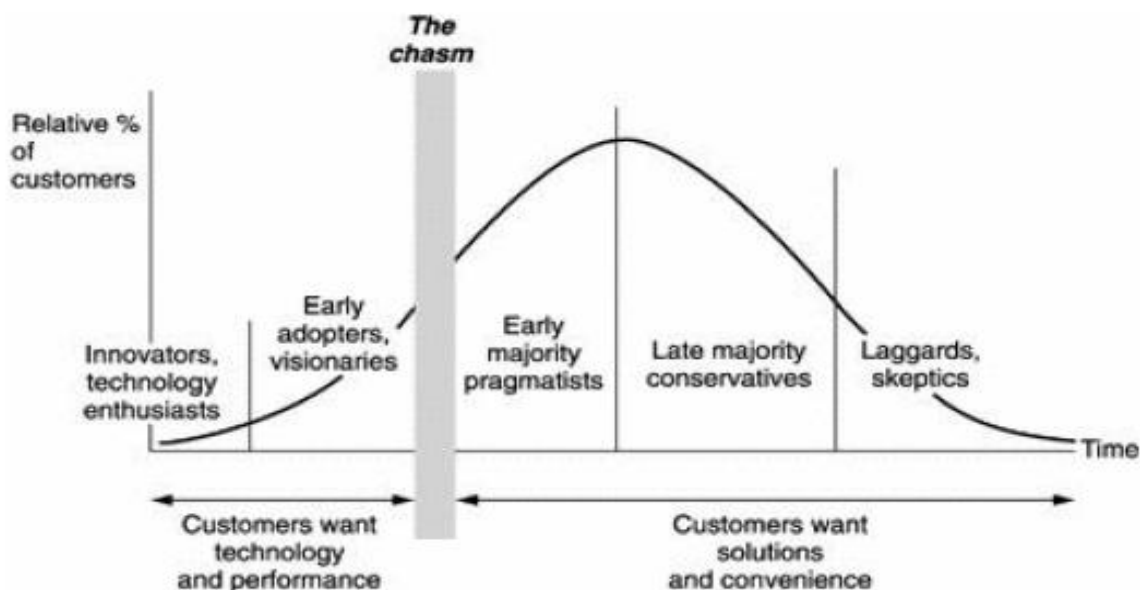 The
chasm
Relative %
of
customers
Innovators,
technology
enthusiasts
Early
adopters,
visionaries
Early
majority
pragmatists
Late majority
conservatives
Laggards,
skeptics
Time
Customers want
technology
and performance
Customers want
solutions
and convenience